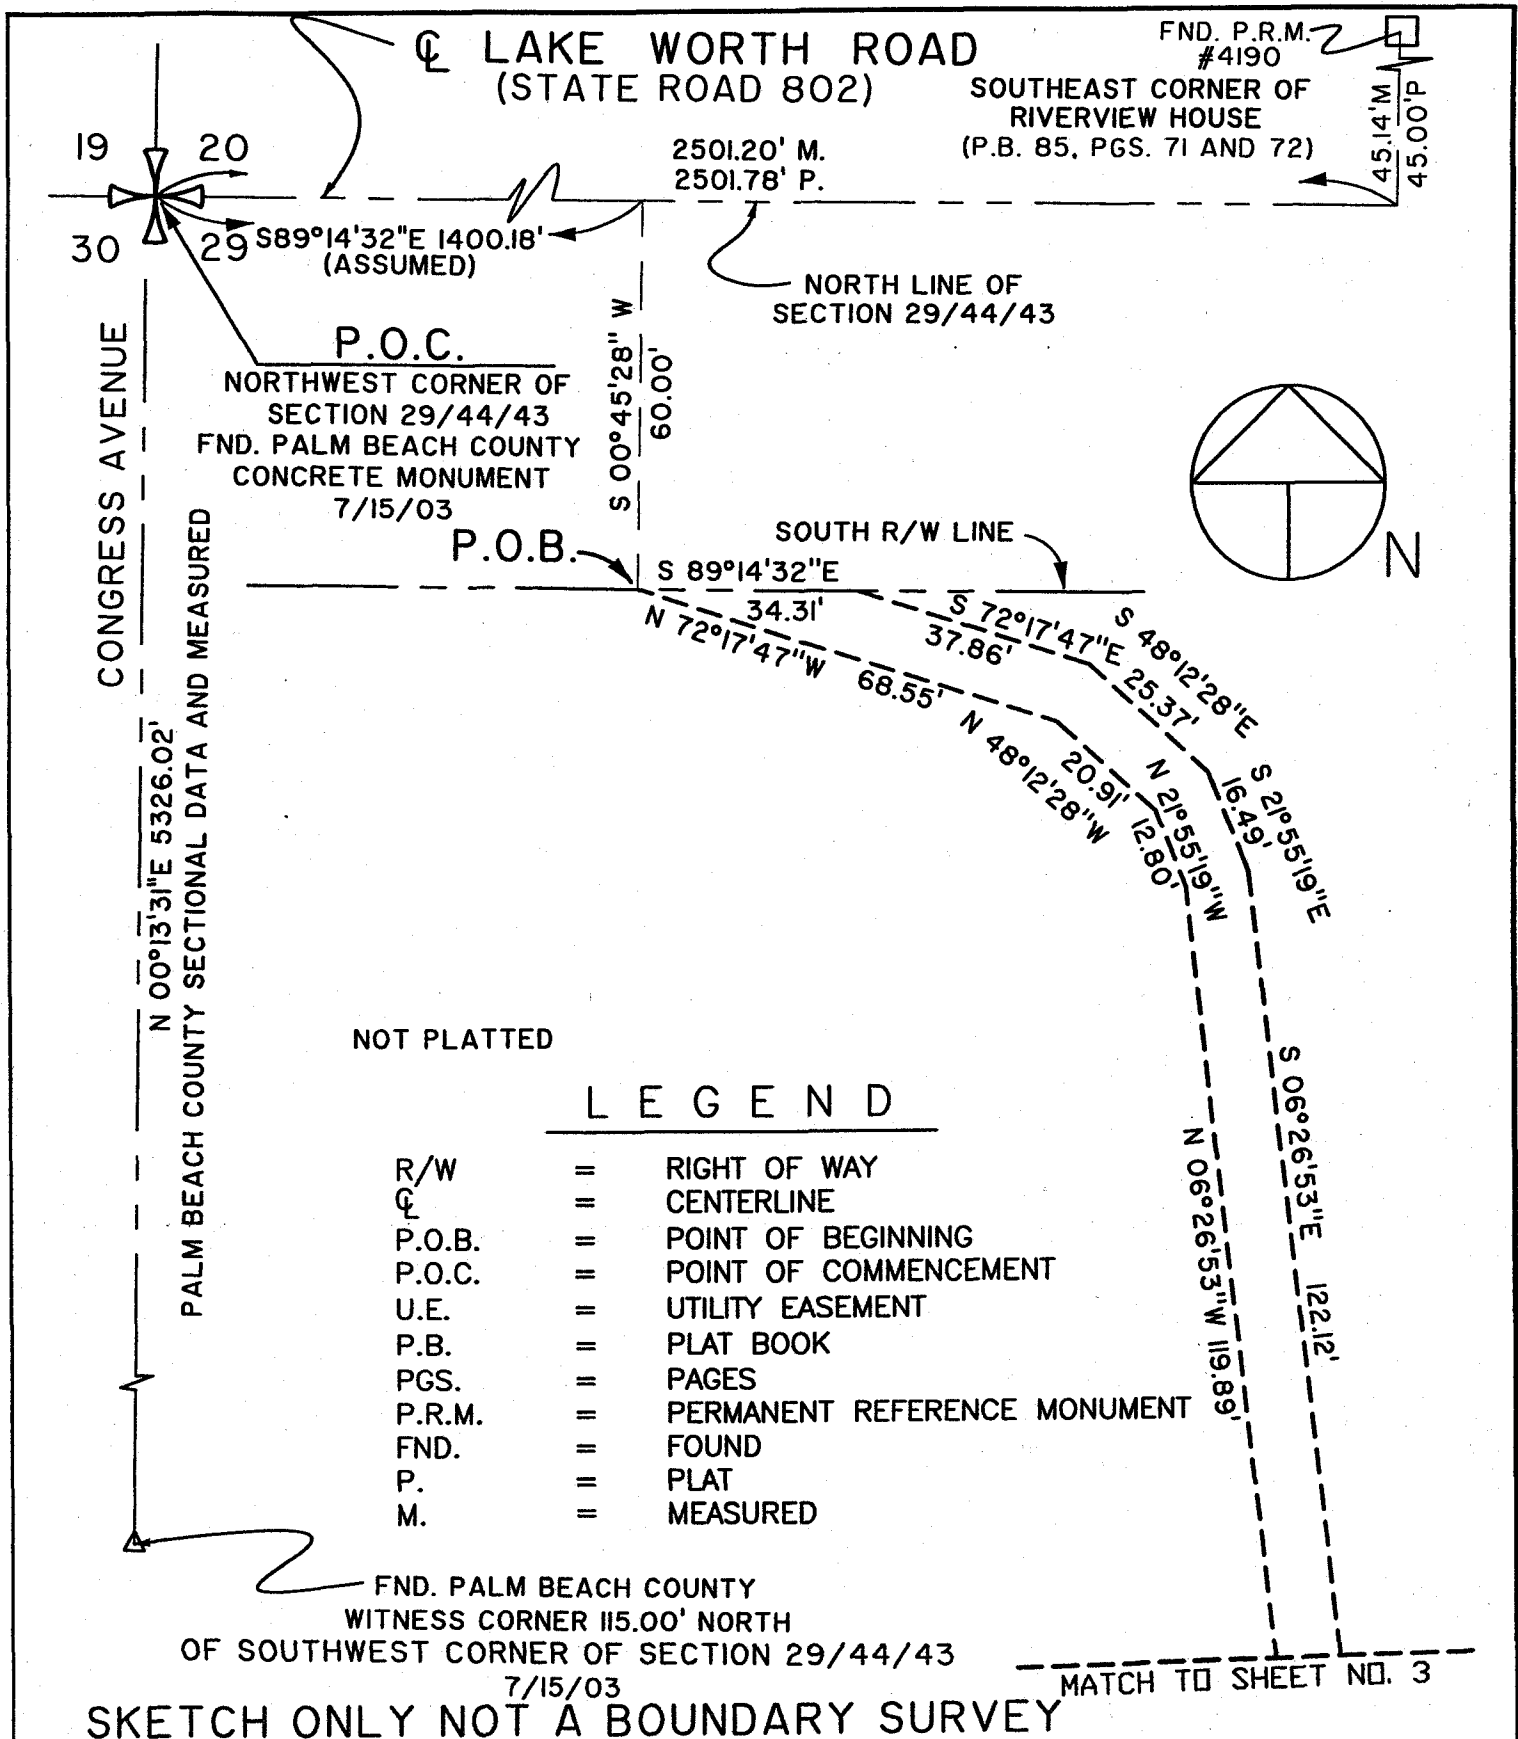 ℄ LAKE WORTH ROAD
(STATE ROAD 802)
FND. P.R.M.
#4190
SOUTHEAST CORNER OF
RIVERVIEW HOUSE
(P.B. 85, PGS. 71 AND 72)
45.14'M
45.00'P
19
20
30
29
2501.20' M.
2501.78' P.
S89°14'32"E 1400.18'
(ASSUMED)
NORTH LINE OF
SECTION 29/44/43
P.O.C.
NORTHWEST CORNER OF
SECTION 29/44/43
FND. PALM BEACH COUNTY
CONCRETE MONUMENT
7/15/03
S 00°45'28" W
60.00'
CONGRESS AVENUE
N 00°13'31"E 5326.02'
PALM BEACH COUNTY SECTIONAL DATA AND MEASURED
P.O.B.
SOUTH R/W LINE
N
S 89°14'32"E
34.31'
S 72°17'47"E
37.86'
S 48°12'28"E
25.37'
S 21°55'19"E
16.49'
N 72°17'47"W
68.55'
N 48°12'28"W
20.91'
N 21°55'19"W
12.80'
S 06°26'53"E 122.12'
N 06°26'53"W 119.89'
NOT PLATTED
LEGEND
R/W = RIGHT OF WAY
℄ = CENTERLINE
P.O.B. = POINT OF BEGINNING
P.O.C. = POINT OF COMMENCEMENT
U.E. = UTILITY EASEMENT
P.B. = PLAT BOOK
PGS. = PAGES
P.R.M. = PERMANENT REFERENCE MONUMENT
FND. = FOUND
P. = PLAT
M. = MEASURED
FND. PALM BEACH COUNTY
WITNESS CORNER 115.00' NORTH
OF SOUTHWEST CORNER OF SECTION 29/44/43
7/15/03
MATCH TO SHEET NO. 3
SKETCH ONLY NOT A BOUNDARY SURVEY